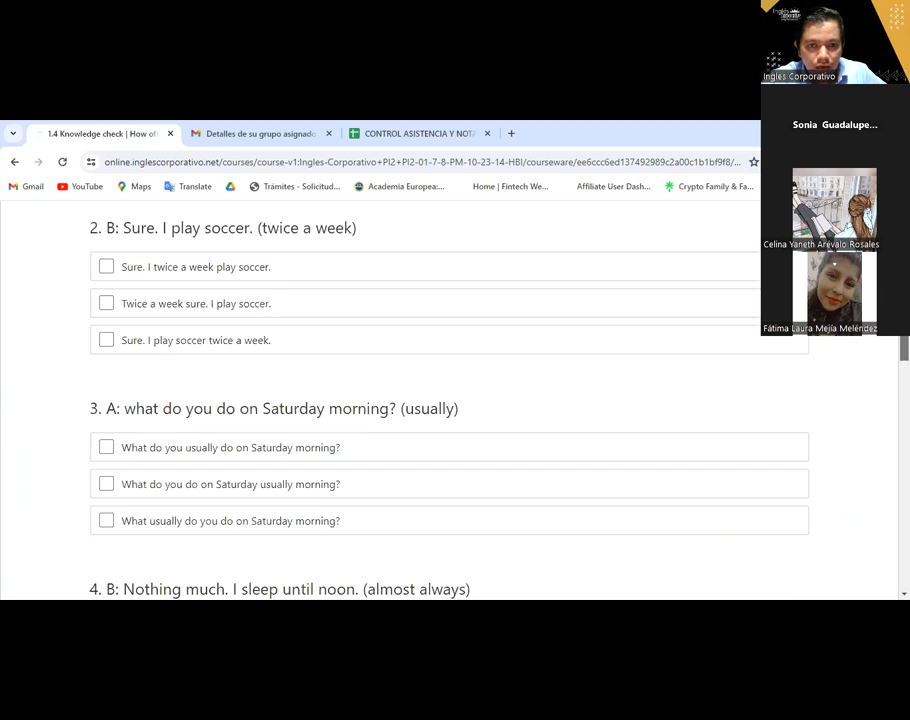 Inglés
Corporativo
Ingles Corporativo
Sonia Guadalupe...
Celina Yaneth Arévalo Rosales
Fátima Laura Mejía Meléndez
1.4 Knowledge check | How of
Detalles de su grupo asignado
CONTROL ASISTENCIA Y NOTA
online.inglescorporativo.net/courses/course-v1:Ingles-Corporativo+PI2+PI2-01-7-8-PM-10-23-14-HBI/courseware/ee6ccc6ed137492989c2a00c1b1bf9f8/...
Gmail YouTube Maps Translate Trámites - Solicitud... Academia Europea:... Home | Fintech We... Affiliate User Dash... Crypto Family & Fa...
2. B: Sure. I play soccer. (twice a week)
Sure. I twice a week play soccer.
Twice a week sure. I play soccer.
Sure. I play soccer twice a week.
3. A: what do you do on Saturday morning? (usually)
What do you usually do on Saturday morning?
What do you do on Saturday usually morning?
What usually do you do on Saturday morning?
4. B: Nothing much. I sleep until noon. (almost always)